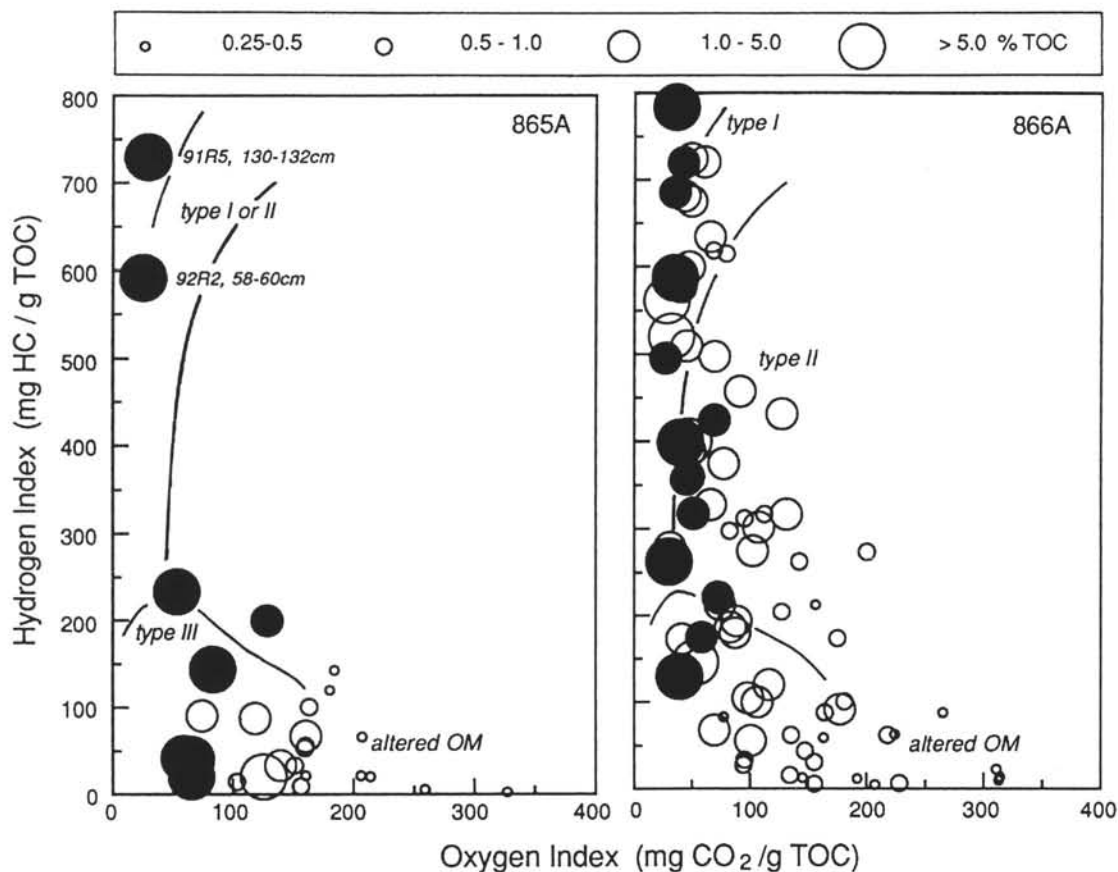 0.25-0.5 0.5 - 1.0 1.0 - 5.0 > 5.0 % TOC
865A
866A
800
700
600
500
400
300
200
100
0
Hydrogen Index (mg HC / g TOC)
91R5, 130-132cm
type I or II
92R2, 58-60cm
type III
altered OM
type I
type II
altered OM
0 100 200 300 400
0 100 200 300 400
Oxygen Index (mg CO2 /g TOC)